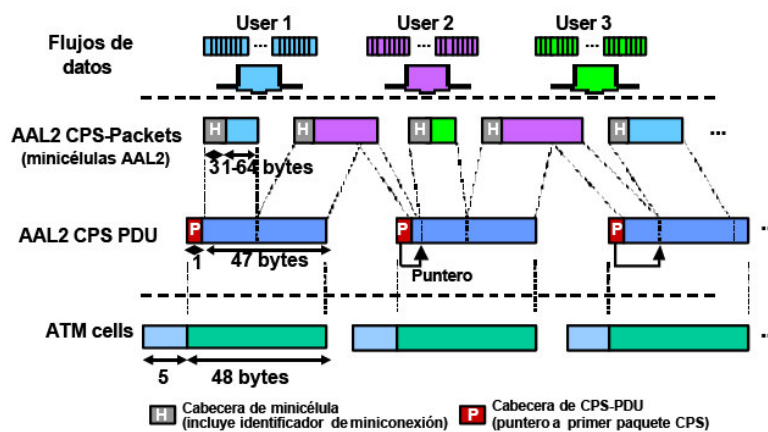 User 1 User 2 User 3
Flujos de
datos
AAL2 CPS-Packets
(minicélulas AAL2)
H H H H H ...
31-64 bytes
AAL2 CPS PDU
P P P
1 47 bytes
Puntero
ATM cells
5 48 bytes
H Cabecera de minicélula
(incluye identificador de miniconexión)
P Cabecera de CPS-PDU
(puntero a primer paquete CPS)